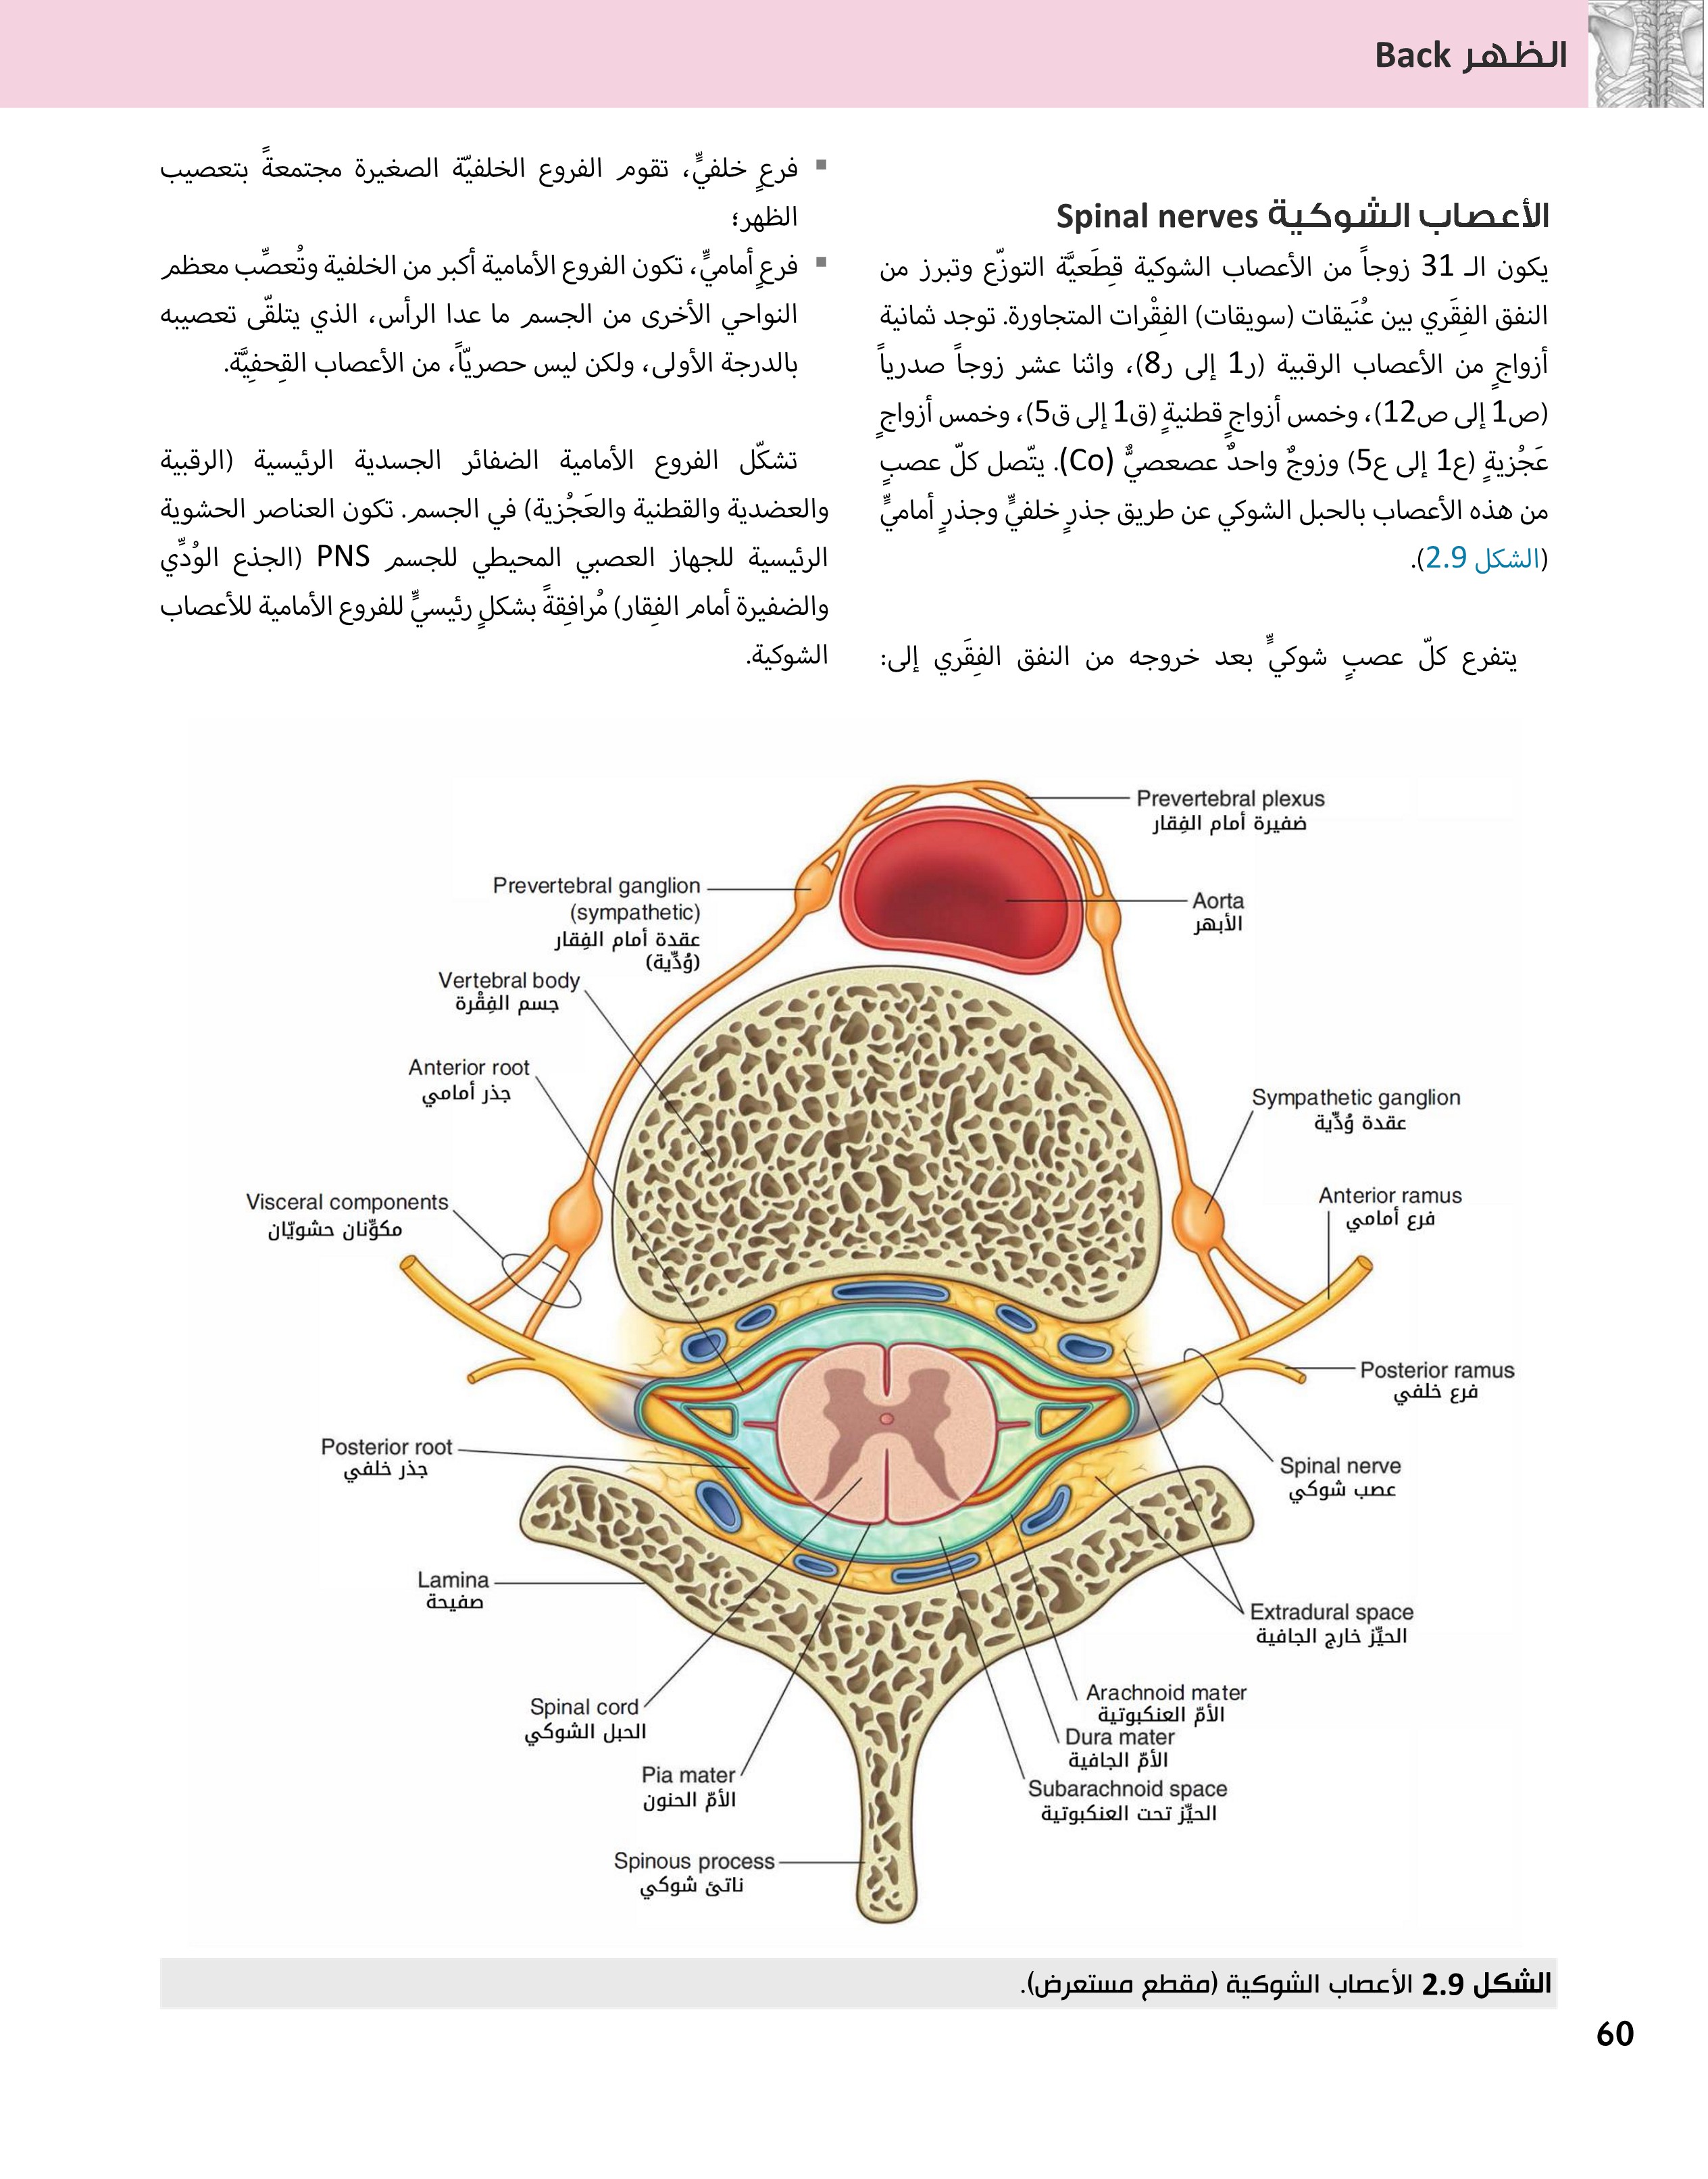 الظهر Back
الأعصاب الشوكية Spinal nerves
يكون الـ 31 زوجاً من الأعصاب الشوكية قِطَعيَّة التوزّع وتبرز من
النفق الفِقَري بين عُنَيقات (سويقات) الفِقْرات المتجاورة. توجد ثمانية
أزواجٍ من الأعصاب الرقبية (ر1 إلى ر8)، واثنا عشر زوجاً صدرياً
(ص1 إلى ص12)، وخمس أزواجٍ قطنيةٍ (ق1 إلى ق5)، وخمس أزواجٍ
عَجُزيةٍ (ع1 إلى ع5) وزوجٌ واحدٌ عصعصيٌّ (Co). يتّصل كلّ عصبٍ
من هذه الأعصاب بالحبل الشوكي عن طريق جذرٍ خلفيٍّ وجذرٍ أماميٍّ
(الشكل 2.9).
يتفرع كلّ عصبٍ شوكيٍّ بعد خروجه من النفق الفِقَري إلى:
▪ فرعٍ خلفيٍّ، تقوم الفروع الخلفيّة الصغيرة مجتمعةً بتعصيب
الظهر؛
▪ فرعٍ أماميٍّ، تكون الفروع الأمامية أكبر من الخلفية وتُعصِّب معظم
النواحي الأخرى من الجسم ما عدا الرأس، الذي يتلقّى تعصيبه
بالدرجة الأولى، ولكن ليس حصريّاً، من الأعصاب القِحفِيَّة.
تشكّل الفروع الأمامية الضفائر الجسدية الرئيسية (الرقبية
والعضدية والقطنية والعَجُزية) في الجسم. تكون العناصر الحشوية
الرئيسية للجهاز العصبي المحيطي للجسم PNS (الجذع الوُدِّي
والضفيرة أمام الفِقار) مُرافِقةً بشكلٍ رئيسيٍّ للفروع الأمامية للأعصاب
الشوكية.
Prevertebral plexus
ضفيرة أمام الفِقار
Prevertebral ganglion
(sympathetic)
عقدة أمام الفِقار
(وُدِّية)
Aorta
الأبهر
Vertebral body
جسم الفِقْرة
Anterior root
جذر أمامي
Sympathetic ganglion
عقدة وُدِّية
Visceral components
مكوِّنان حشويّان
Anterior ramus
فرع أمامي
Posterior ramus
فرع خلفي
Posterior root
جذر خلفي
Spinal nerve
عصب شوكي
Lamina
صفيحة
Extradural space
الحيِّز خارج الجافية
Spinal cord
الحبل الشوكي
Arachnoid mater
الأمّ العنكبوتية
Dura mater
الأمّ الجافية
Pia mater
الأمّ الحنون
Subarachnoid space
الحيِّز تحت العنكبوتية
Spinous process
ناتئ شوكي
الشكل 2.9 الأعصاب الشوكية (مقطع مستعرض).
60